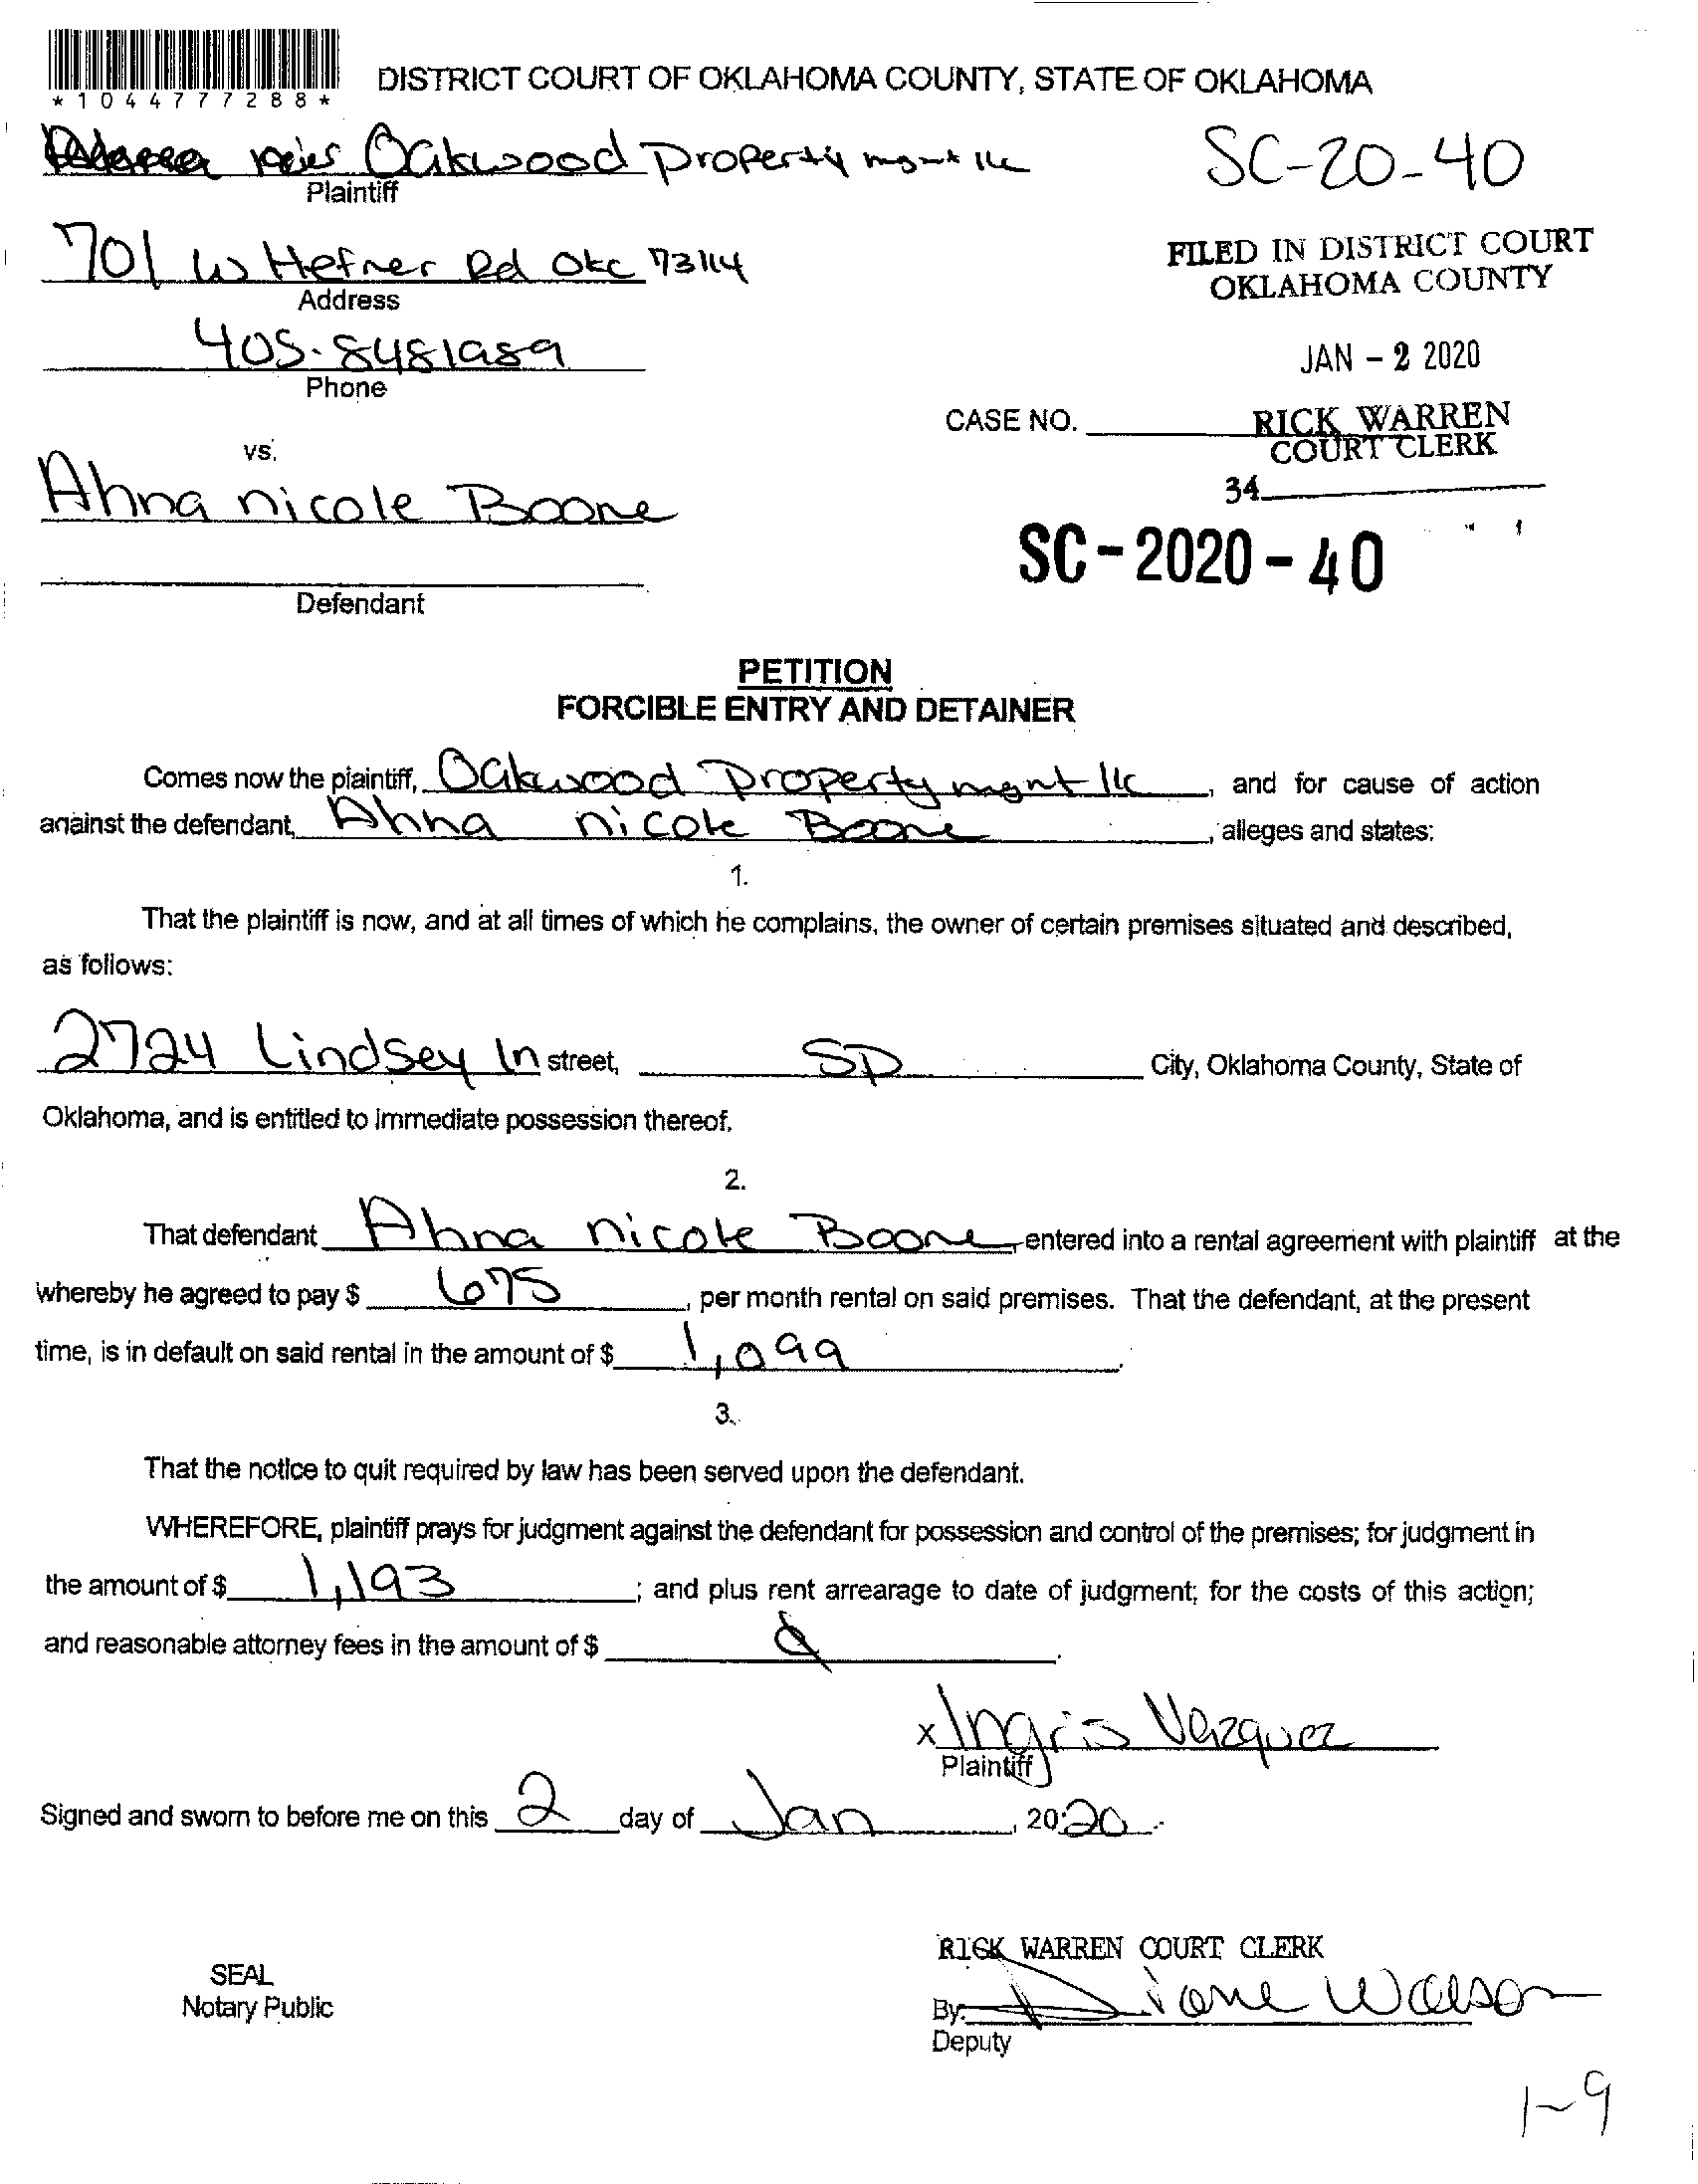 *1044777288*
DISTRICT COURT OF OKLAHOMA COUNTY, STATE OF OKLAHOMA
Oakwood Property mgmt llc
SC-20-40
Plaintiff
701 W Hefner Rd Okc 73114
FILED IN DISTRICT COURT
OKLAHOMA COUNTY
Address
405-8481989
JAN - 2 2020
Phone
CASE NO.
RICK WARREN
COURT CLERK
vs.
34
Ahna nicole Boone
SC-2020-40
Defendant
PETITION
FORCIBLE ENTRY AND DETAINER
Comes now the plaintiff, Oakwood Property mgnt llc, and for cause of action
against the defendant, Ahna nicole Boone, alleges and states:
1.
That the plaintiff is now, and at all times of which he complains, the owner of certain premises situated and described,
as follows:
2724 Lindsey ln street, SP City, Oklahoma County, State of
Oklahoma, and is entitled to immediate possession thereof.
2.
That defendant Ahna nicole Boone entered into a rental agreement with plaintiff at the
whereby he agreed to pay $ 675, per month rental on said premises. That the defendant, at the present
time, is in default on said rental in the amount of $ 1,099.
3.
That the notice to quit required by law has been served upon the defendant.
WHEREFORE, plaintiff prays for judgment against the defendant for possession and control of the premises; for judgment in
the amount of $ 1,193; and plus rent arrearage to date of judgment; for the costs of this action;
and reasonable attorney fees in the amount of $
x Ingris Vazquez
Plaintiff
Signed and sworn to before me on this 2 day of Jan, 2020.
RICK WARREN COURT CLERK
SEAL
Notary Public
By: Diane Walson
Deputy
1-9